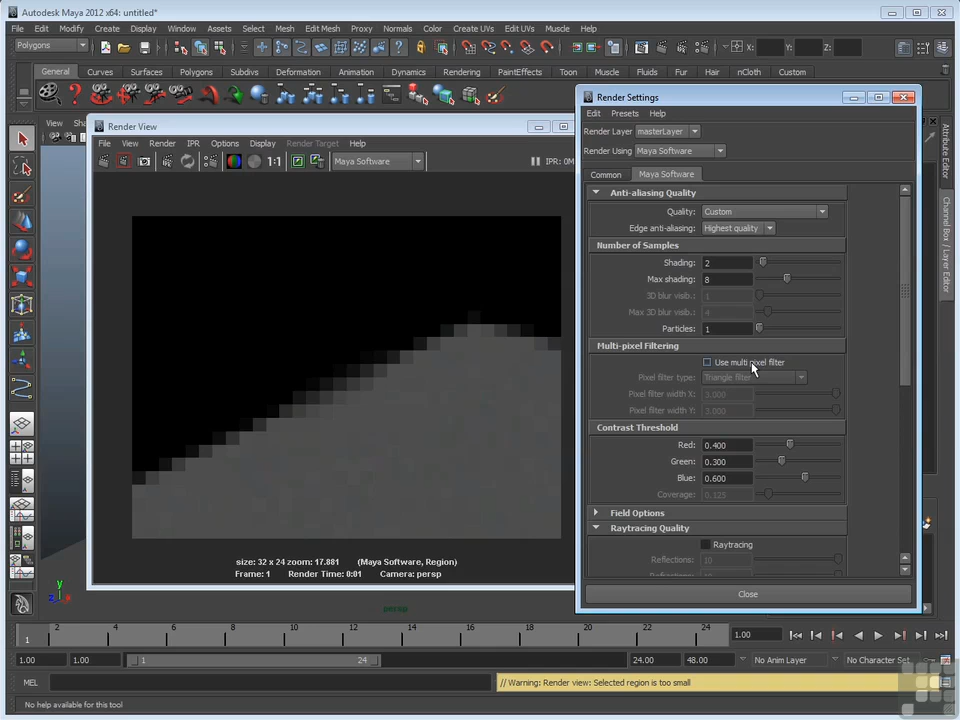 Autodesk Maya 2012 x64: untitled*
File Edit Modify Create Display Window Assets Select Mesh Edit Mesh Proxy Normals Color Create UVs Edit UVs Muscle Help
Polygons X: Y: Z:
General Curves Surfaces Polygons Subdivs Deformation Animation Dynamics Rendering PaintEffects Toon Muscle Fluids Fur Hair nCloth Custom
View Sha
Render View
File View Render IPR Options Display Render Target Help
1:1 Maya Software IPR: 0M
size: 32 x 24 zoom: 17.881 (Maya Software, Region)
Frame: 1 Render Time: 0:01 Camera: persp
Render Settings
Edit Presets Help
Render Layer masterLayer
Render Using Maya Software
Common Maya Software
Anti-aliasing Quality
Quality: Custom
Edge anti-aliasing: Highest quality
Number of Samples
Shading: 2
Max shading: 8
3D blur visib.: 1
Max 3D blur visib.: 4
Particles: 1
Multi-pixel Filtering
Use multi pixel filter
Pixel filter type: Triangle filter
Pixel filter width X: 3.000
Pixel filter width Y: 3.000
Contrast Threshold
Red: 0.400
Green: 0.300
Blue: 0.600
Coverage: 0.125
Field Options
Raytracing Quality
Raytracing
Reflections: 10
Close
Attribute Editor
Channel Box / Layer Editor
y
z x
persp
1 2 4 6 8 10 12 14 16 18 20 22 24 1.00
1.00 1.00 1 24 24.00 48.00 No Anim Layer No Character Set
MEL // Warning: Render view: Selected region is too small
No help available for this tool